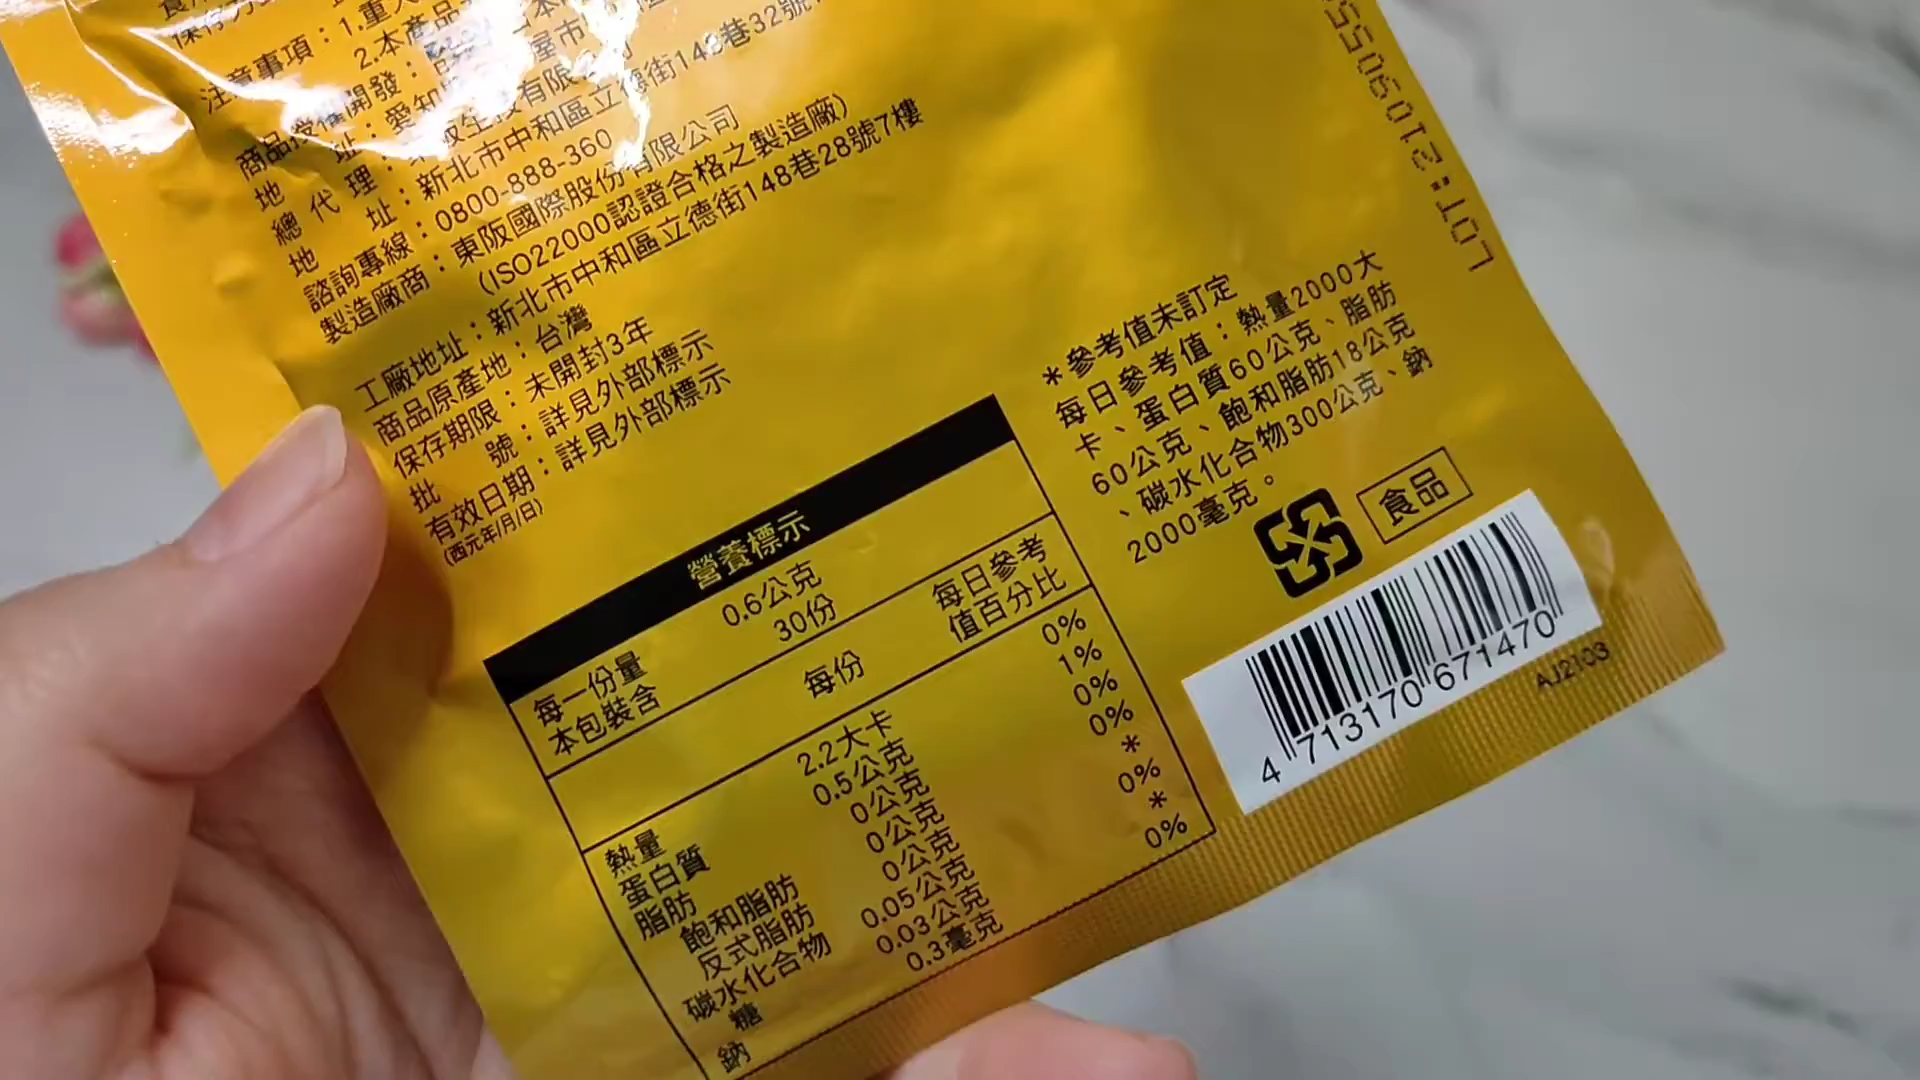 注意事項：1.重大
2.本產品
商品授權開發：
地　　　址：愛知
總　代　理：
地　　　址：新北市中和區立德街148巷32號
諮詢專線：0800-888-360
製造廠商：東阪國際股份有限公司
(ISO22000認證合格之製造廠)
工廠地址：新北市中和區立德街148巷28號7樓
商品原產地：台灣
保存期限：未開封3年
批　　　號：詳見外部標示
有效日期：詳見外部標示
(西元年/月/日)
營養標示
每一份量 0.6公克
本包裝含 30份
每份 每日參考值百分比
熱量 2.2大卡 0%
蛋白質 0.5公克 1%
脂肪 0公克 0%
飽和脂肪 0公克 0%
反式脂肪 0公克 *
碳水化合物 0.05公克 0%
糖 0.03公克 *
鈉 0.3毫克 0%
*參考值未訂定
每日參考值：熱量2000大
卡、蛋白質60公克、脂肪
60公克、飽和脂肪18公克
、碳水化合物300公克、鈉
2000毫克。
食品
4 713170 671470
AJ2103